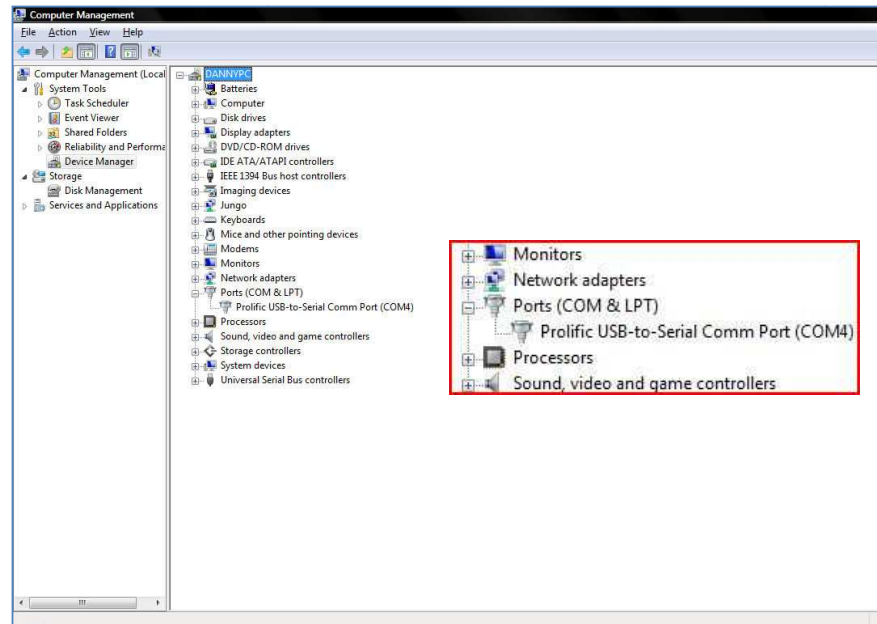 Computer Management
File Action View Help
Computer Management (Local
System Tools
Task Scheduler
Event Viewer
Shared Folders
Reliability and Performa
Device Manager
Storage
Disk Management
Services and Applications
DANNYPC
Batteries
Computer
Disk drives
Display adapters
DVD/CD-ROM drives
IDE ATA/ATAPI controllers
IEEE 1394 Bus host controllers
Imaging devices
Jungo
Keyboards
Mice and other pointing devices
Modems
Monitors
Network adapters
Ports (COM & LPT)
Prolific USB-to-Serial Comm Port (COM4)
Processors
Sound, video and game controllers
Storage controllers
System devices
Universal Serial Bus controllers
Monitors
Network adapters
Ports (COM & LPT)
Prolific USB-to-Serial Comm Port (COM4)
Processors
Sound, video and game controllers